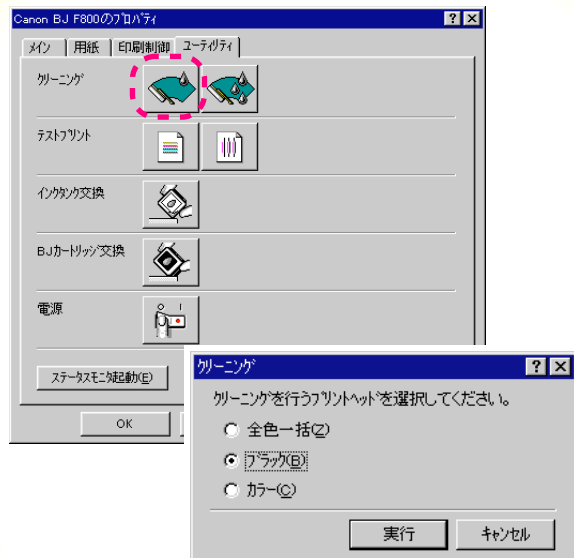 Canon BJ F800のプロパティ
メイン 用紙 印刷制御 ユーティリティ
クリーニング
テストプリント
インクタンク交換
BJカートリッジ交換
電源
ステータスモニタ起動(E)
OK
クリーニング
クリーニングを行うプリントヘッドを選択してください。
全色一括(Z)
ブラック(B)
カラー(C)
実行 キャンセル